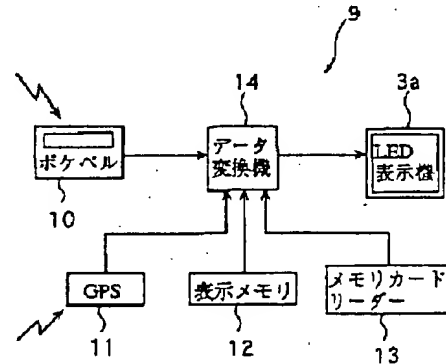 9
14
3a
ポケベル
データ
変換機
LED
表示機
10
GPS
表示メモリ
メモリカード
リーダー
11
12
13